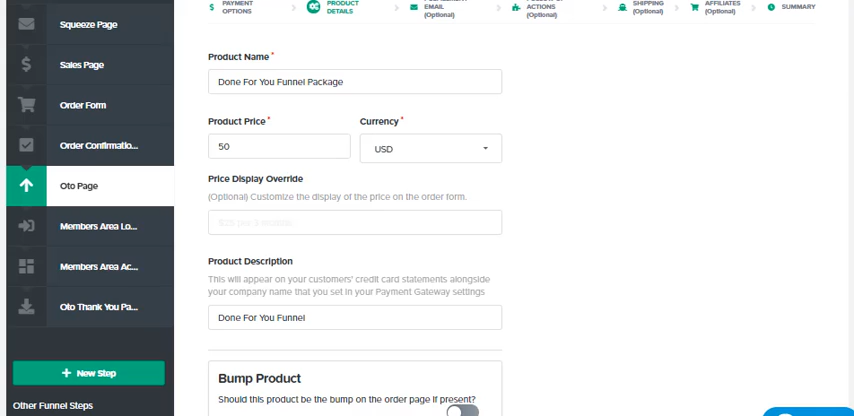 Squeeze Page
Sales Page
Order Form
Order Confirmatio...
Oto Page
Members Area Lo...
Members Area Ac...
Oto Thank You Pa...
New Step
Other Funnel Steps
PAYMENT
OPTIONS
PRODUCT
DETAILS
EMAIL
(Optional)
ACTIONS
(Optional)
SHIPPING
(Optional)
AFFILIATES
(Optional)
SUMMARY
Product Name*
Done For You Funnel Package
Product Price* Currency*
50 USD
Price Display Override
(Optional) Customize the display of the price on the order form.
Product Description
This will appear on your customers' credit card statements alongside
your company name that you set in your Payment Gateway settings
Done For You Funnel
Bump Product
Should this product be the bump on the order page if present?